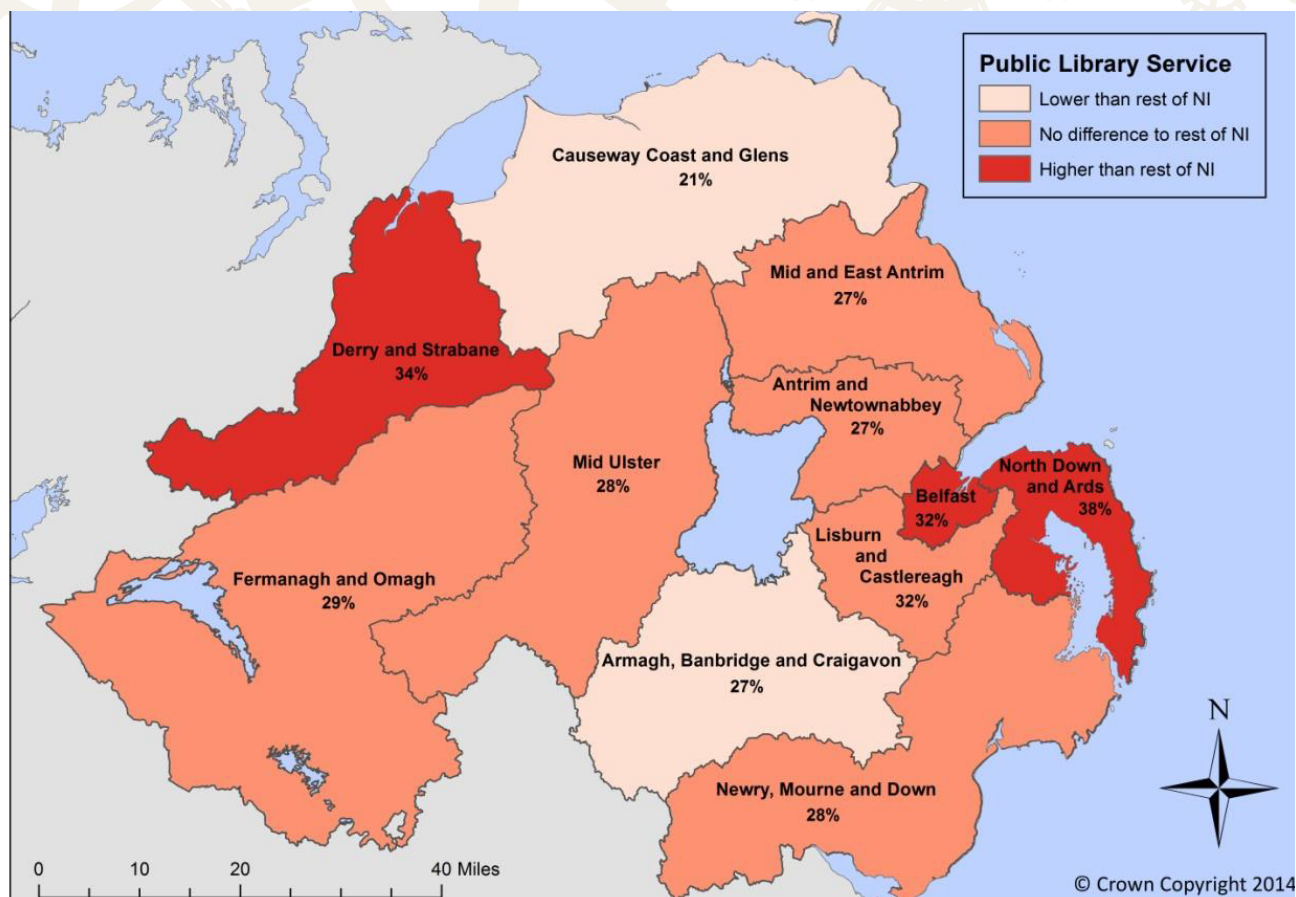 Public Library Service
Lower than rest of NI
No difference to rest of NI
Higher than rest of NI
Causeway Coast and Glens
21%
Mid and East Antrim
27%
Derry and Strabane
34%
Antrim and
Newtownabbey
27%
Mid Ulster
28%
North Down
and Ards
38%
Belfast
32%
Lisburn
and
Castlereagh
32%
Fermanagh and Omagh
29%
Armagh, Banbridge and Craigavon
27%
Newry, Mourne and Down
28%
N
0 10 20 40 Miles
© Crown Copyright 2014